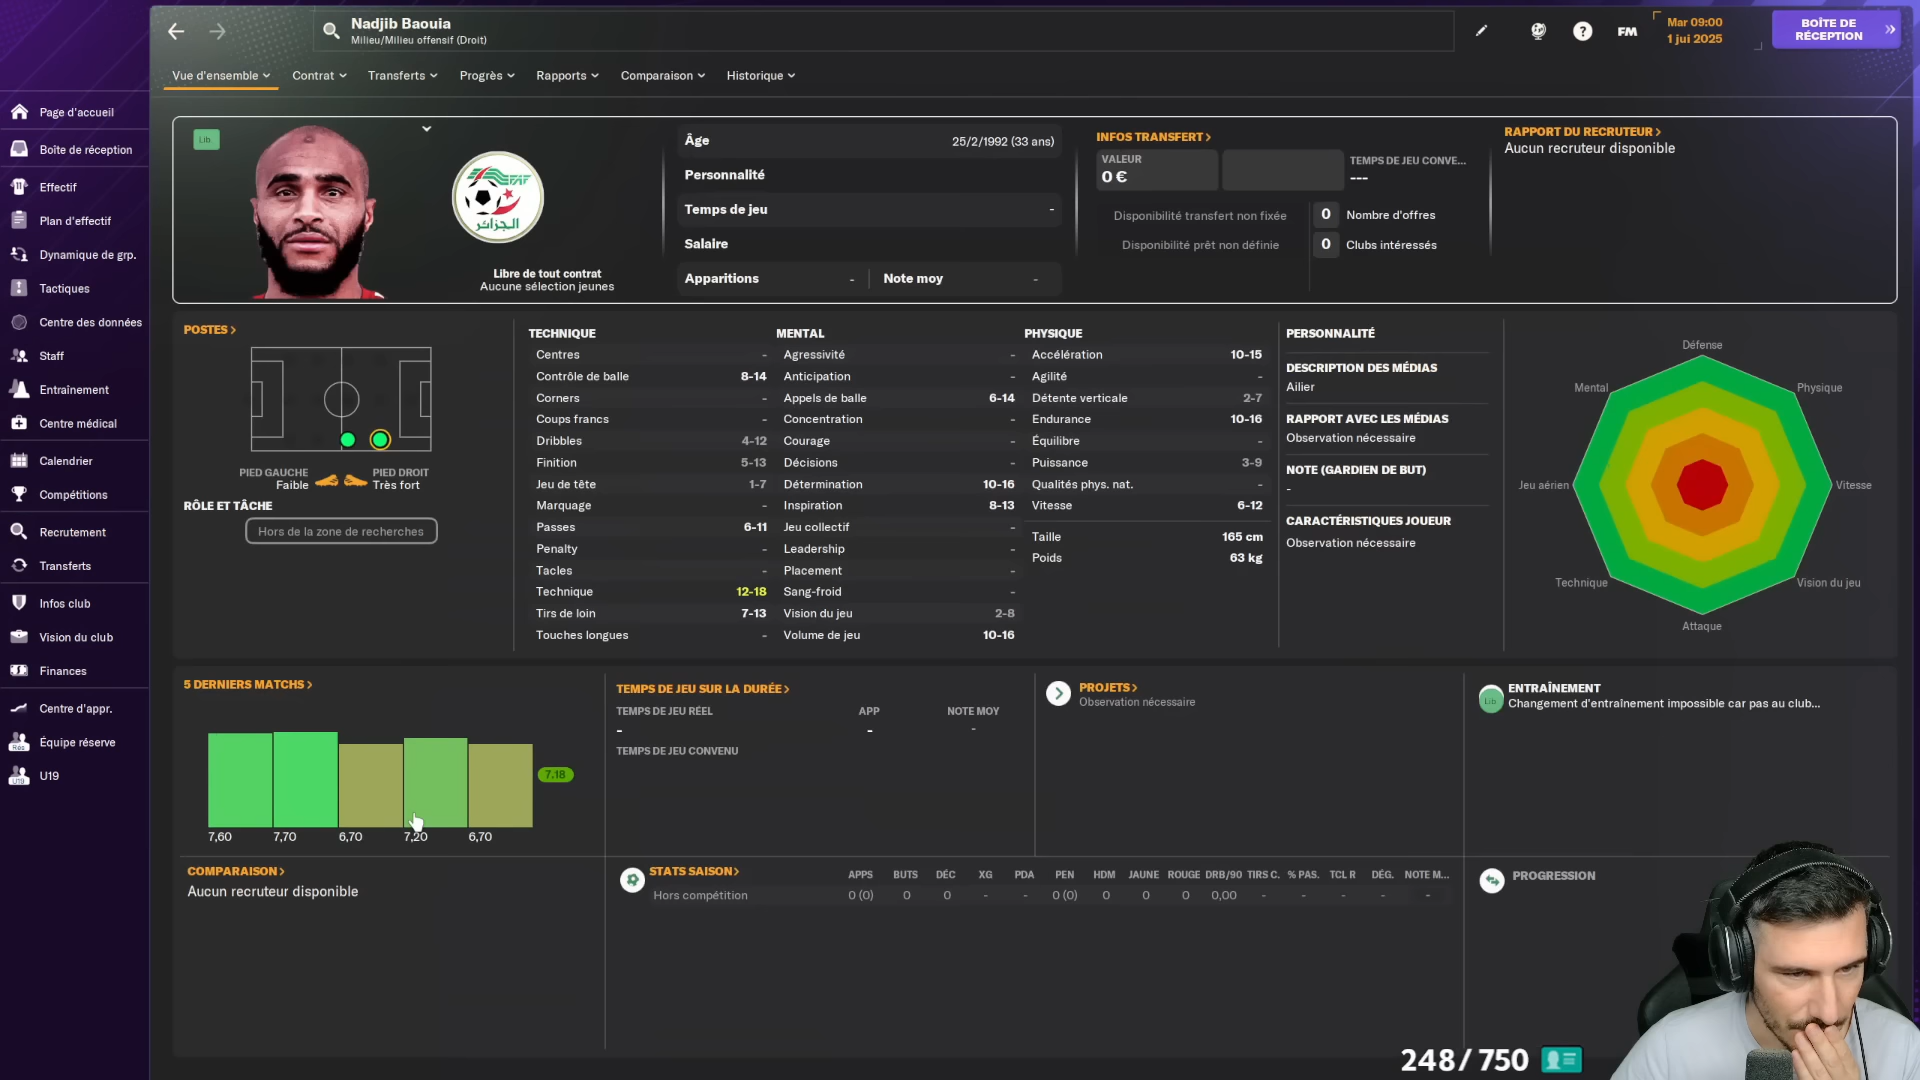 Nadjib Baouia
Milieu/Milieu offensif (Droit)
FM
Mar 09:00
1 jui 2025
BOÎTE DE
RÉCEPTION
Vue d'ensemble
Contrat
Transferts
Progrès
Rapports
Comparaison
Historique
Page d'accueil
Boîte de réception
Effectif
Plan d'effectif
Dynamique de grp.
Tactiques
Centre des données
Staff
Entraînement
Centre médical
Calendrier
Compétitions
Recrutement
Transferts
Infos club
Vision du club
Finances
Centre d'appr.
Équipe réserve
U19
Lib.
FAF
الجزائر
Libre de tout contrat
Aucune sélection jeunes
Âge 25/2/1992 (33 ans)
Personnalité
Temps de jeu -
Salaire
Apparitions - Note moy -
INFOS TRANSFERT >
VALEUR
0 €
TEMPS DE JEU CONVE...
---
Disponibilité transfert non fixée
Disponibilité prêt non définie
0 Nombre d'offres
0 Clubs intéressés
RAPPORT DU RECRUTEUR >
Aucun recruteur disponible
POSTES >
PIED GAUCHE
Faible
PIED DROIT
Très fort
RÔLE ET TÂCHE
Hors de la zone de recherches
TECHNIQUE
Centres -
Contrôle de balle 8-14
Corners -
Coups francs -
Dribbles 4-12
Finition 5-13
Jeu de tête 1-7
Marquage -
Passes 6-11
Penalty -
Tacles -
Technique 12-18
Tirs de loin 7-13
Touches longues -
MENTAL
Agressivité -
Anticipation -
Appels de balle 6-14
Concentration -
Courage -
Décisions -
Détermination 10-16
Inspiration 8-13
Jeu collectif -
Leadership -
Placement -
Sang-froid -
Vision du jeu 2-8
Volume de jeu 10-16
PHYSIQUE
Accélération 10-15
Agilité -
Détente verticale 2-7
Endurance 10-16
Équilibre -
Puissance 3-9
Qualités phys. nat. -
Vitesse 6-12
Taille 165 cm
Poids 63 kg
PERSONNALITÉ
DESCRIPTION DES MÉDIAS
Ailier
RAPPORT AVEC LES MÉDIAS
Observation nécessaire
NOTE (GARDIEN DE BUT)
-
CARACTÉRISTIQUES JOUEUR
Observation nécessaire
Défense
Mental
Physique
Jeu aérien
Vitesse
Technique
Vision du jeu
Attaque
5 DERNIERS MATCHS >
7.18
7,60 7,70 6,70 7,20 6,70
TEMPS DE JEU SUR LA DURÉE >
TEMPS DE JEU RÉEL APP NOTE MOY
- - -
TEMPS DE JEU CONVENU
PROJETS >
Observation nécessaire
Lib
ENTRAÎNEMENT
Changement d'entraînement impossible car pas au club...
COMPARAISON >
Aucun recruteur disponible
STATS SAISON > APPS BUTS DÉC XG PDA PEN HDM JAUNE ROUGE DRB/90 TIRS C. % PAS. TCL R DÉG. NOTE M...
Hors compétition 0 (0) 0 0 - - 0 (0) 0 0 0 0,00 - - - - -
PROGRESSION
248/750